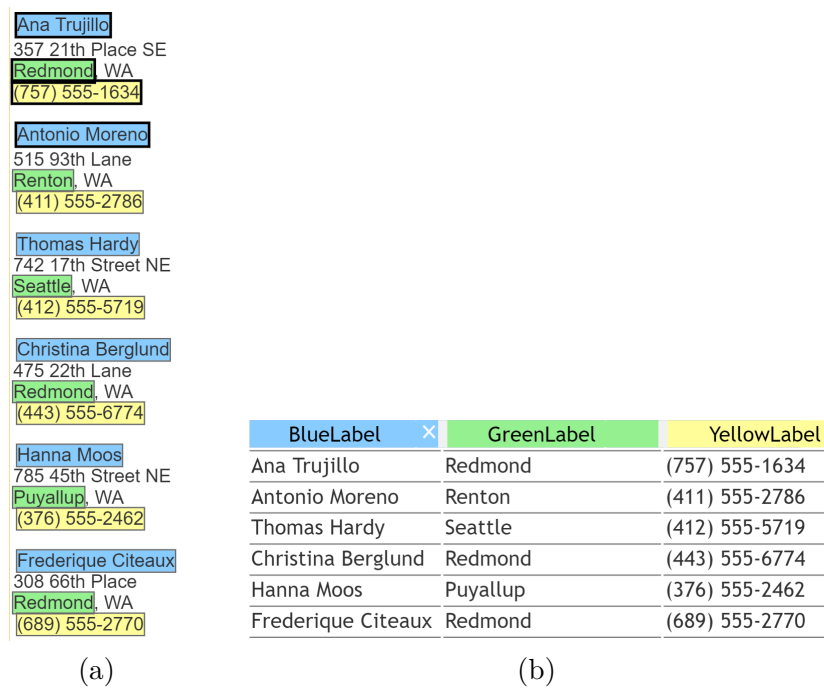 Ana Trujillo
357 21th Place SE
Redmond, WA
(757) 555-1634
Antonio Moreno
515 93th Lane
Renton, WA
(411) 555-2786
Thomas Hardy
742 17th Street NE
Seattle, WA
(412) 555-5719
Christina Berglund
475 22th Lane
Redmond, WA
(443) 555-6774
Hanna Moos
785 45th Street NE
Puyallup, WA
(376) 555-2462
Frederique Citeaux
308 66th Place
Redmond, WA
(689) 555-2770
(a)
BlueLabel × GreenLabel YellowLabel
Ana Trujillo Redmond (757) 555-1634
Antonio Moreno Renton (411) 555-2786
Thomas Hardy Seattle (412) 555-5719
Christina Berglund Redmond (443) 555-6774
Hanna Moos Puyallup (376) 555-2462
Frederique Citeaux Redmond (689) 555-2770
(b)